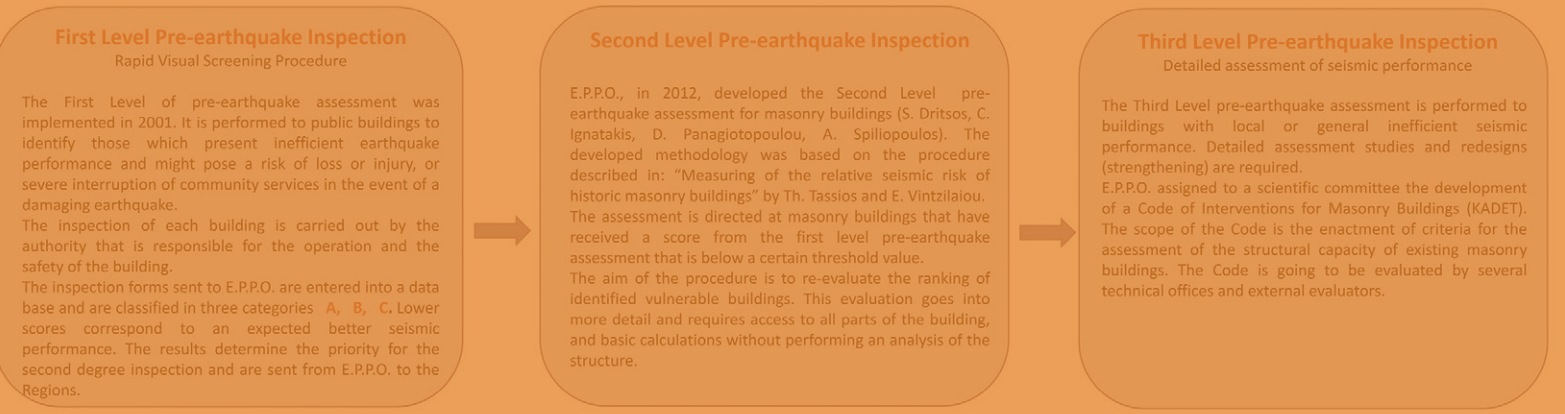 First Level Pre-earthquake Inspection
Rapid Visual Screening Procedure
The First Level of pre-earthquake assessment was
implemented in 2001. It is performed to public buildings to
identify those which present inefficient earthquake
performance and might pose a risk of loss or injury, or
severe interruption of community services in the event of a
damaging earthquake.
The inspection of each building is carried out by the
authority that is responsible for the operation and the
safety of the building.
The inspection forms sent to E.P.P.O. are entered into a data
base and are classified in three categories A, B, C. Lower
scores correspond to an expected better seismic
performance. The results determine the priority for the
second degree inspection and are sent from E.P.P.O. to the
Regions.
Second Level Pre-earthquake Inspection
E.P.P.O., in 2012, developed the Second Level pre-
earthquake assessment for masonry buildings (S. Dritsos, C.
Ignatakis, D. Panagiotopoulou, A. Spiliopoulos). The
developed methodology was based on the procedure
described in: “Measuring of the relative seismic risk of
historic masonry buildings” by Th. Tassios and E. Vintzilaiou.
The assessment is directed at masonry buildings that have
received a score from the first level pre-earthquake
assessment that is below a certain threshold value.
The aim of the procedure is to re-evaluate the ranking of
identified vulnerable buildings. This evaluation goes into
more detail and requires access to all parts of the building,
and basic calculations without performing an analysis of the
structure.
Third Level Pre-earthquake Inspection
Detailed assessment of seismic performance
The Third Level pre-earthquake assessment is performed to
buildings with local or general inefficient seismic
performance. Detailed assessment studies and redesigns
(strengthening) are required.
E.P.P.O. assigned to a scientific committee the development
of a Code of Interventions for Masonry Buildings (KADET).
The scope of the Code is the enactment of criteria for the
assessment of the structural capacity of existing masonry
buildings. The Code is going to be evaluated by several
technical offices and external evaluators.